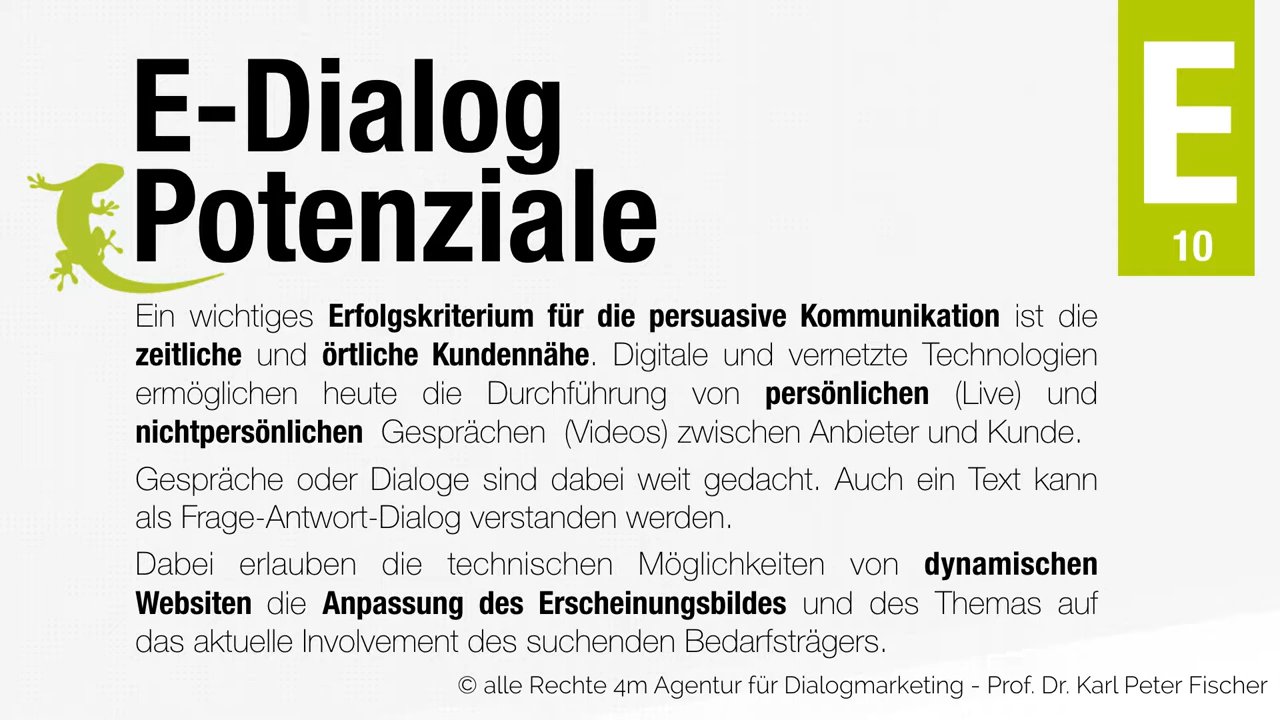 E-Dialog
Potenziale
E
10
Ein wichtiges Erfolgskriterium für die persuasive Kommunikation ist die
zeitliche und örtliche Kundennähe. Digitale und vernetzte Technologien
ermöglichen heute die Durchführung von persönlichen (Live) und
nichtpersönlichen Gesprächen (Videos) zwischen Anbieter und Kunde.
Gespräche oder Dialoge sind dabei weit gedacht. Auch ein Text kann
als Frage-Antwort-Dialog verstanden werden.
Dabei erlauben die technischen Möglichkeiten von dynamischen
Websiten die Anpassung des Erscheinungsbildes und des Themas auf
das aktuelle Involvement des suchenden Bedarfsträgers.
© alle Rechte 4m Agentur für Dialogmarketing - Prof. Dr. Karl Peter Fischer